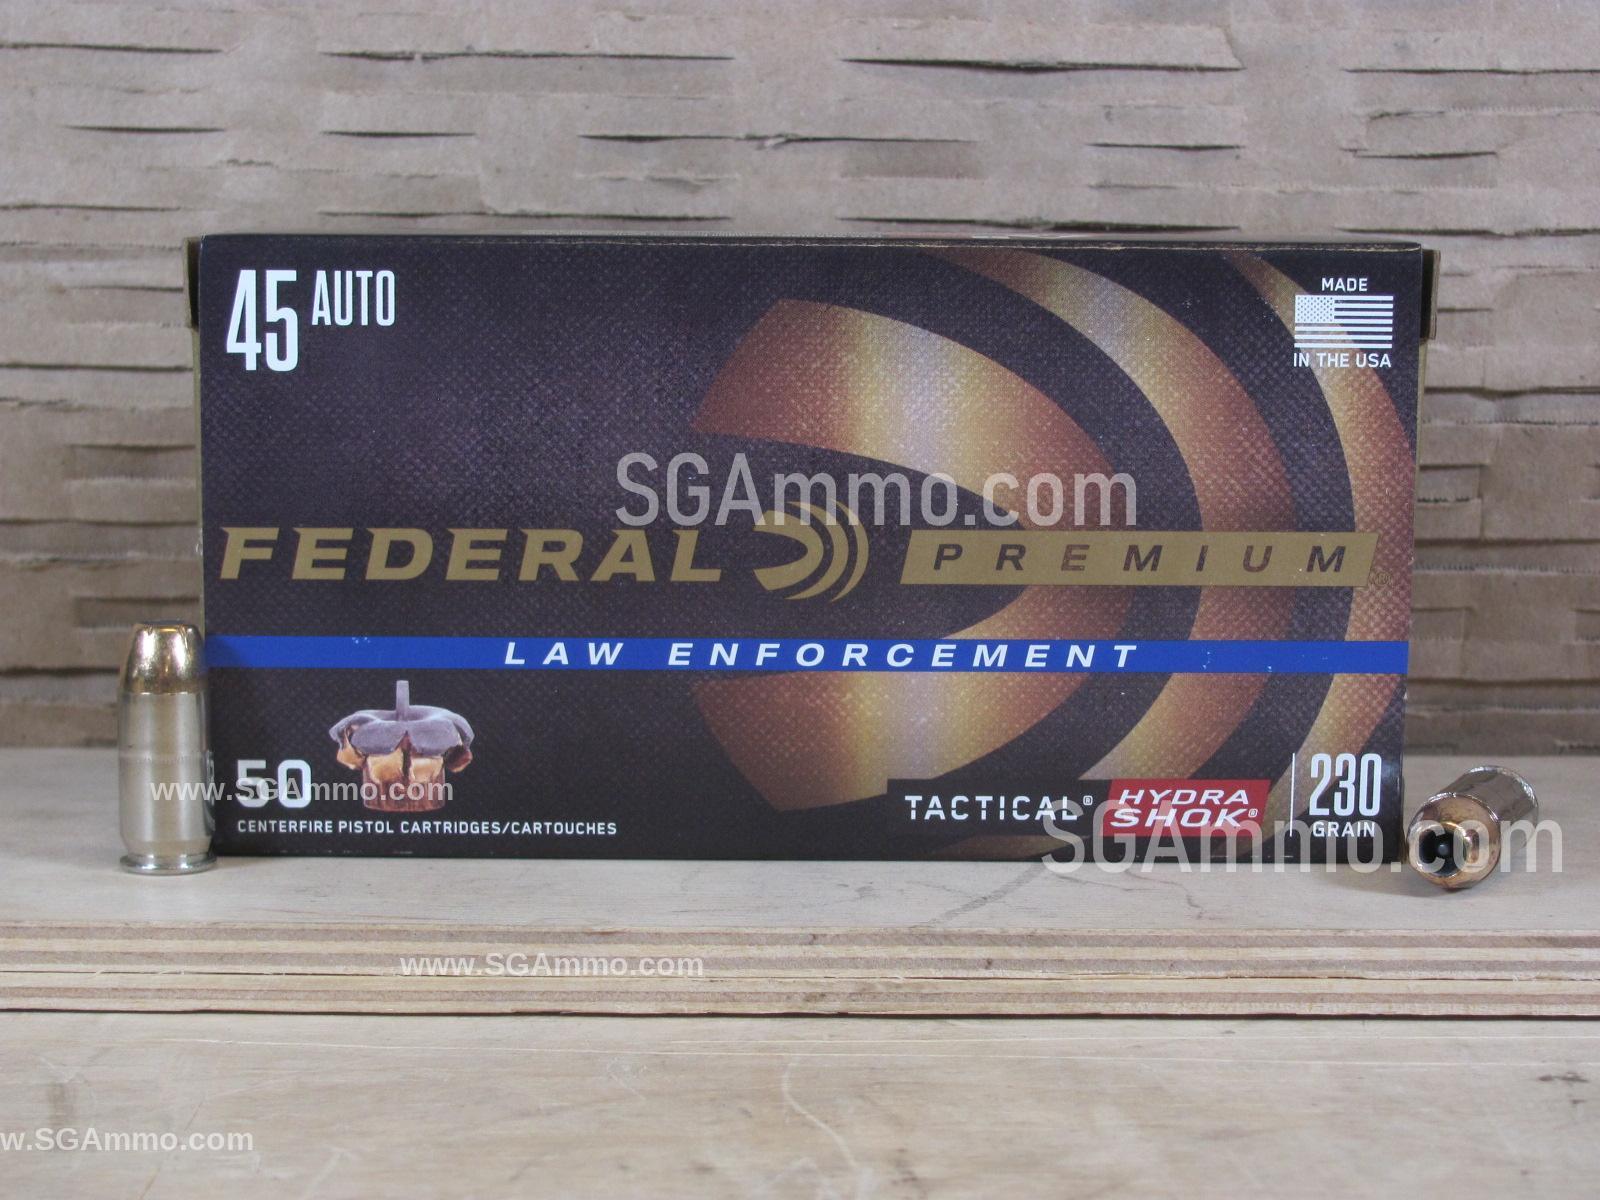 45 AUTO
MADE
IN THE USA
SGAmmo.com
FEDERAL PREMIUM
LAW ENFORCEMENT
50
www.SGAmmo.com
CENTERFIRE PISTOL CARTRIDGES/CARTOUCHES
TACTICAL® HYDRA
SHOK®
230
GRAIN
SGAmmo.com
www.SGAmmo.com
w.SGAmmo.com